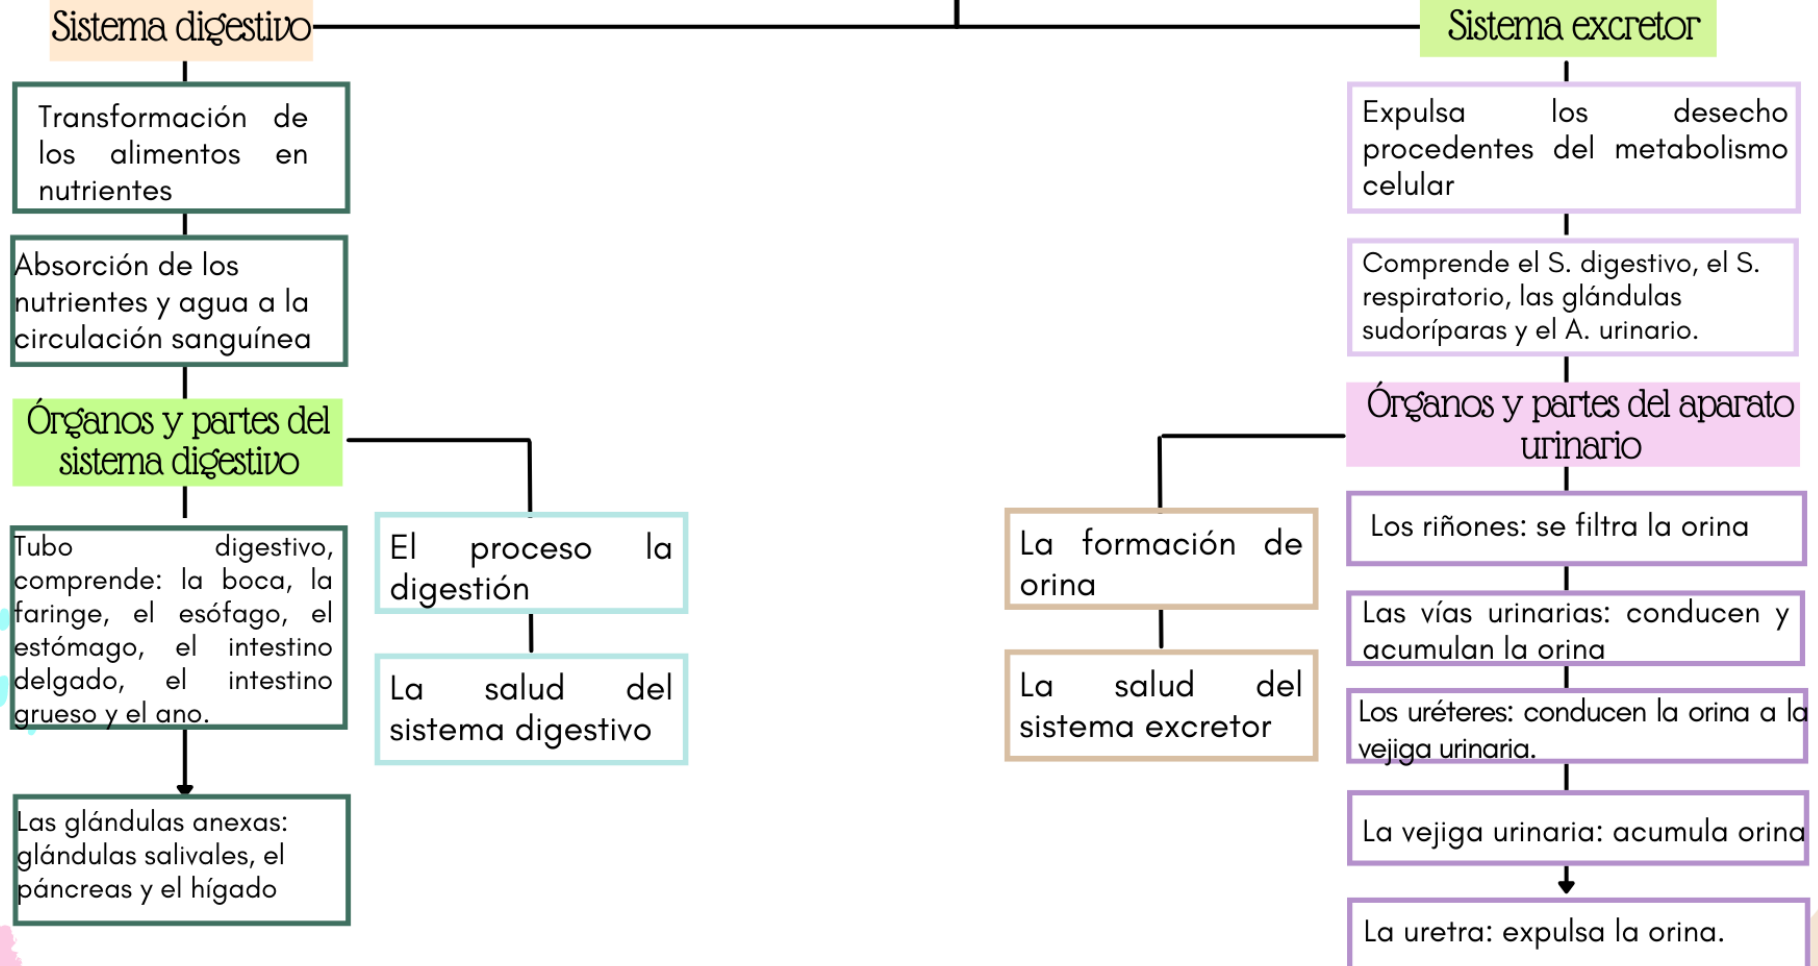 Sistema digestivo
Transformación de
los alimentos en
nutrientes
Absorción de los
nutrientes y agua a la
circulación sanguínea
Órganos y partes del
sistema digestivo
Tubo digestivo,
comprende: la boca, la
faringe, el esófago, el
estómago, el intestino
delgado, el intestino
grueso y el ano.
Las glándulas anexas:
glándulas salivales, el
páncreas y el hígado
El proceso la
digestión
La salud del
sistema digestivo
Sistema excretor
Expulsa los desecho
procedentes del metabolismo
celular
Comprende el S. digestivo, el S.
respiratorio, las glándulas
sudoríparas y el A. urinario.
Órganos y partes del aparato
urinario
La formación de
orina
La salud del
sistema excretor
Los riñones: se filtra la orina
Las vías urinarias: conducen y
acumulan la orina
Los uréteres: conducen la orina a la
vejiga urinaria.
La vejiga urinaria: acumula orina
La uretra: expulsa la orina.